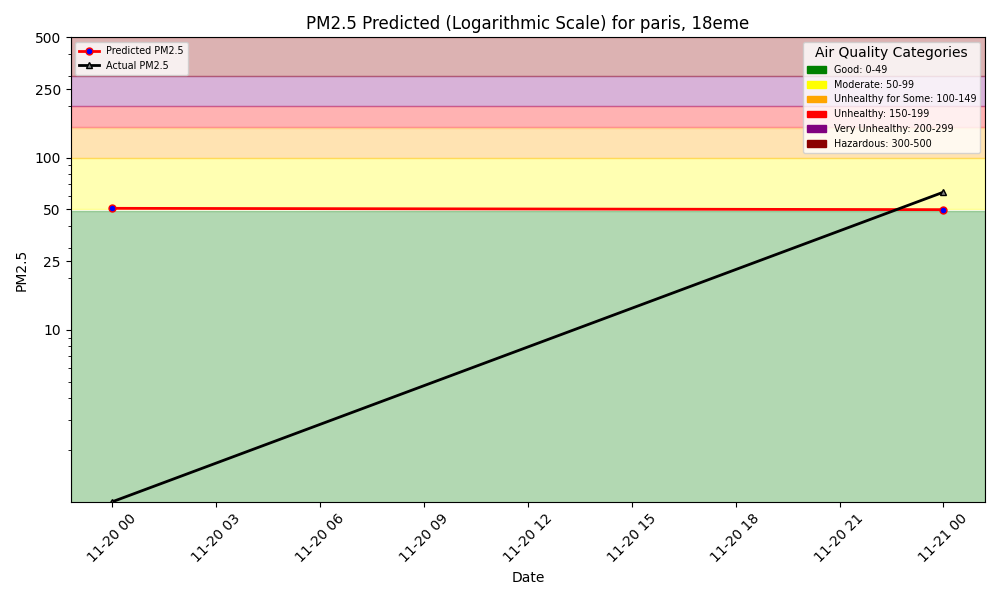 PM2.5 Predicted (Logarithmic Scale) for paris, 18eme
Predicted PM2.5
Actual PM2.5
Air Quality Categories
Good: 0-49
Moderate: 50-99
Unhealthy for Some: 100-149
Unhealthy: 150-199
Very Unhealthy: 200-299
Hazardous: 300-500
500
250
100
50
25
10
PM2.5
11-20 00
11-20 03
11-20 06
11-20 09
11-20 12
11-20 15
11-20 18
11-20 21
11-21 00
Date